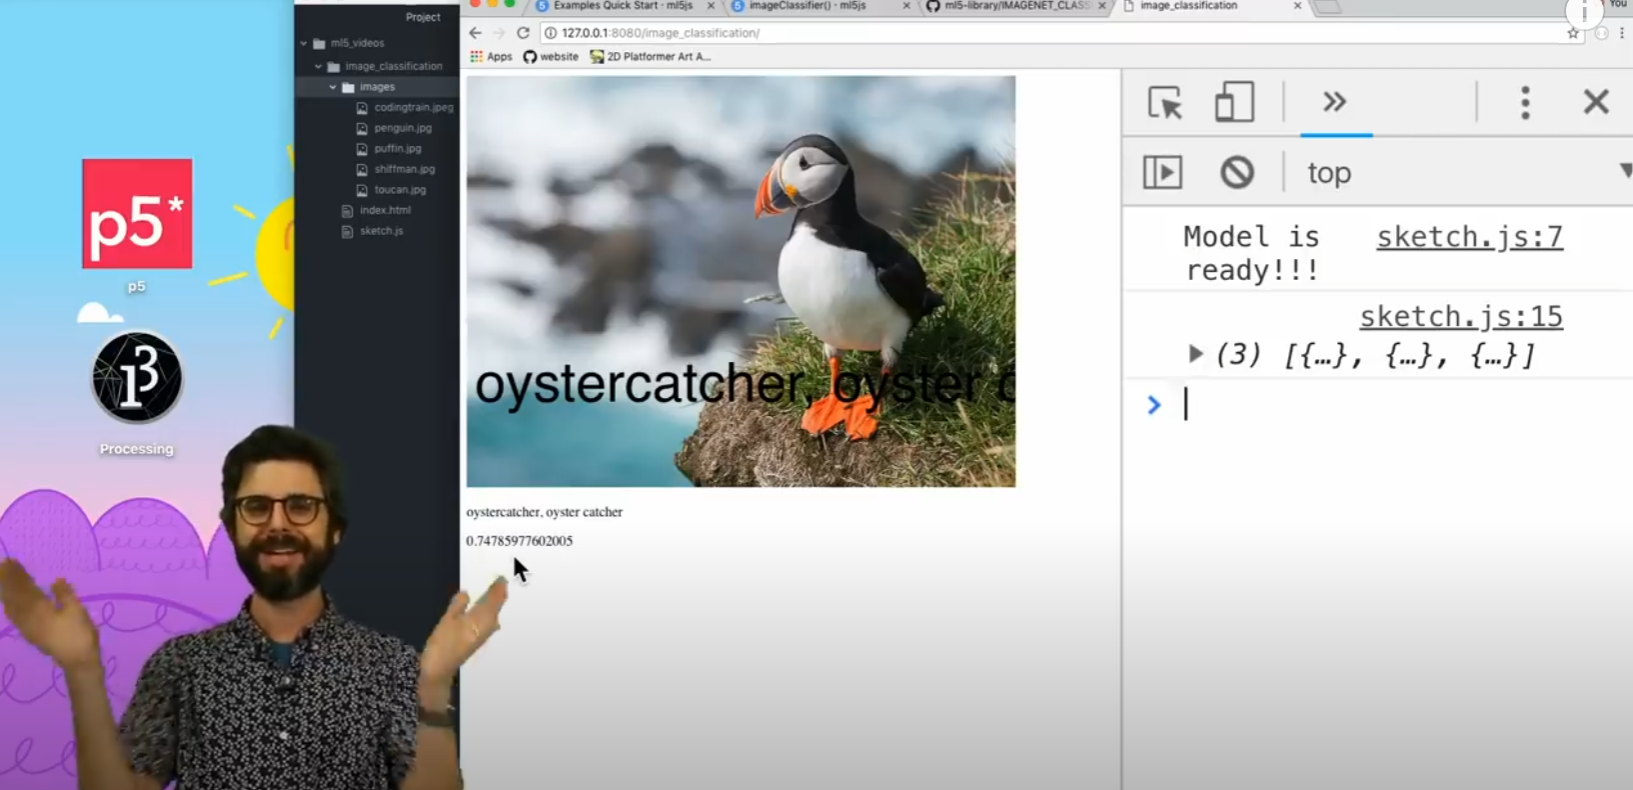 Project
ml5_videos
image_classification
images
codingtrain.jpeg
penguin.jpg
puffin.jpg
shiffman.jpg
toucan.jpg
index.html
sketch.js
p5*
p5
Processing
Examples Quick Start · ml5js
imageClassifier() · ml5js
ml5-library/IMAGENET_CLASS
image_classification
You
127.0.0.1:8080/image_classification/
Apps
website
2D Platformer Art A...
oystercatcher, oyster c
oystercatcher, oyster catcher
0.74785977602005
top
Model is ready!!!
sketch.js:7
sketch.js:15
(3) [{…}, {…}, {…}]